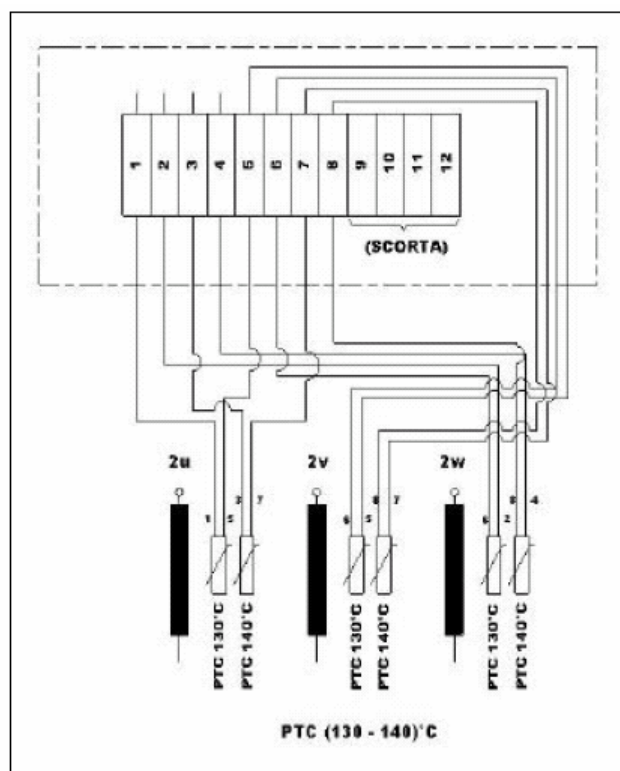 1 2 3 4 5 6 7 8 9 10 11 12
(SCORTA)
2u 2v 2w
1 5 3 7 6 5 8 7 6 2 8 4
PTC 130°C PTC 140°C PTC 130°C PTC 140°C PTC 130°C PTC 140°C
PTC (130 - 140)°C